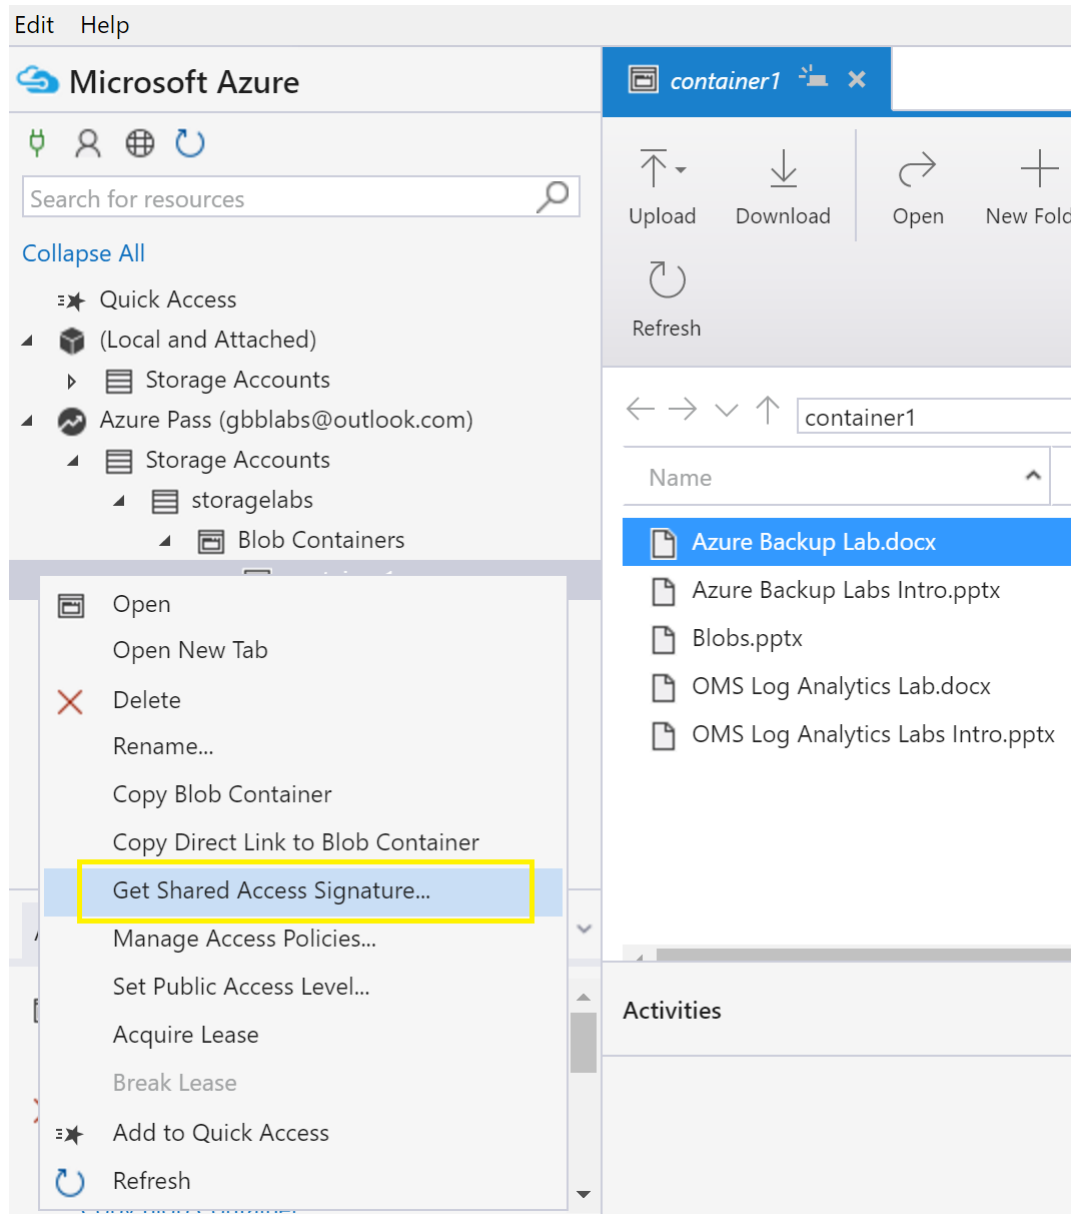 Edit Help
Microsoft Azure
Search for resources
Collapse All
Quick Access
(Local and Attached)
Storage Accounts
Azure Pass (gbblabs@outlook.com)
Storage Accounts
storagelabs
Blob Containers
Open
Open New Tab
Delete
Rename...
Copy Blob Container
Copy Direct Link to Blob Container
Get Shared Access Signature...
Manage Access Policies...
Set Public Access Level...
Acquire Lease
Break Lease
Add to Quick Access
Refresh
container1
Upload Download Open New Fold
Refresh
container1
Name
Azure Backup Lab.docx
Azure Backup Labs Intro.pptx
Blobs.pptx
OMS Log Analytics Lab.docx
OMS Log Analytics Labs Intro.pptx
Activities